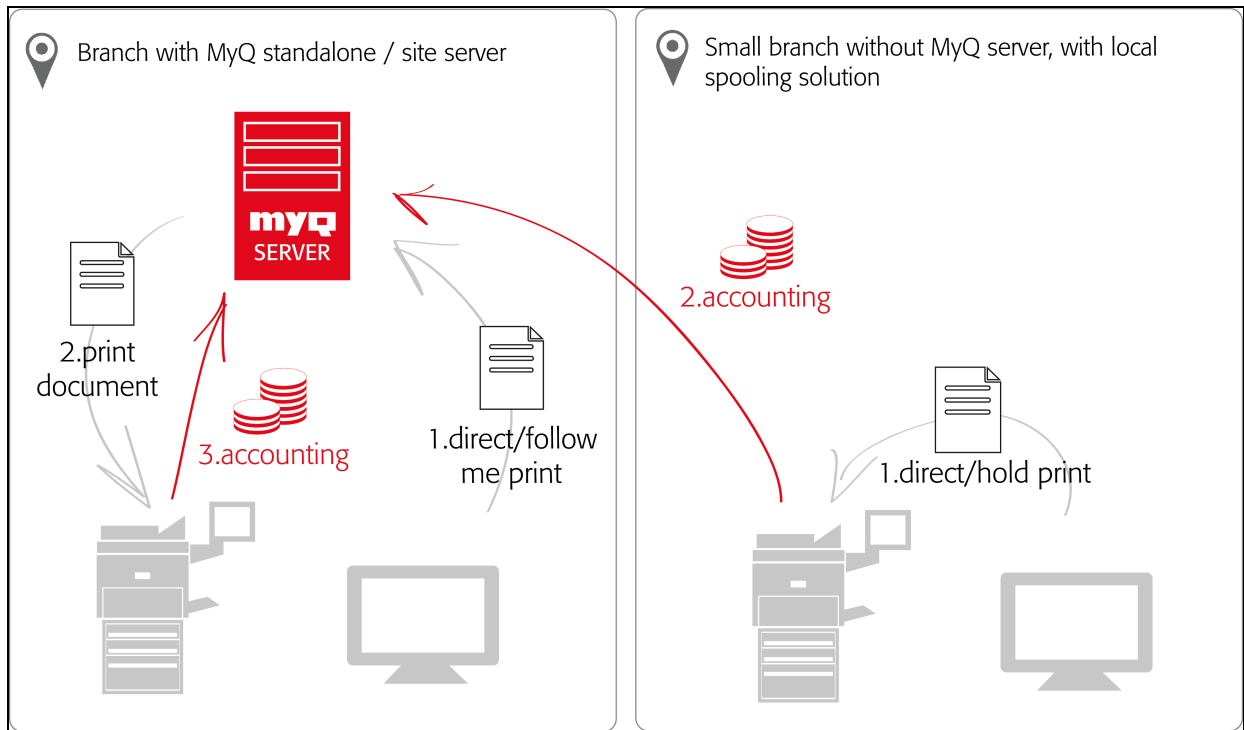 Branch with MyQ standalone / site server
myQ
SERVER
2.print
document
3.accounting
1.direct/follow
me print
Small branch without MyQ server, with local
spooling solution
2.accounting
1.direct/hold print